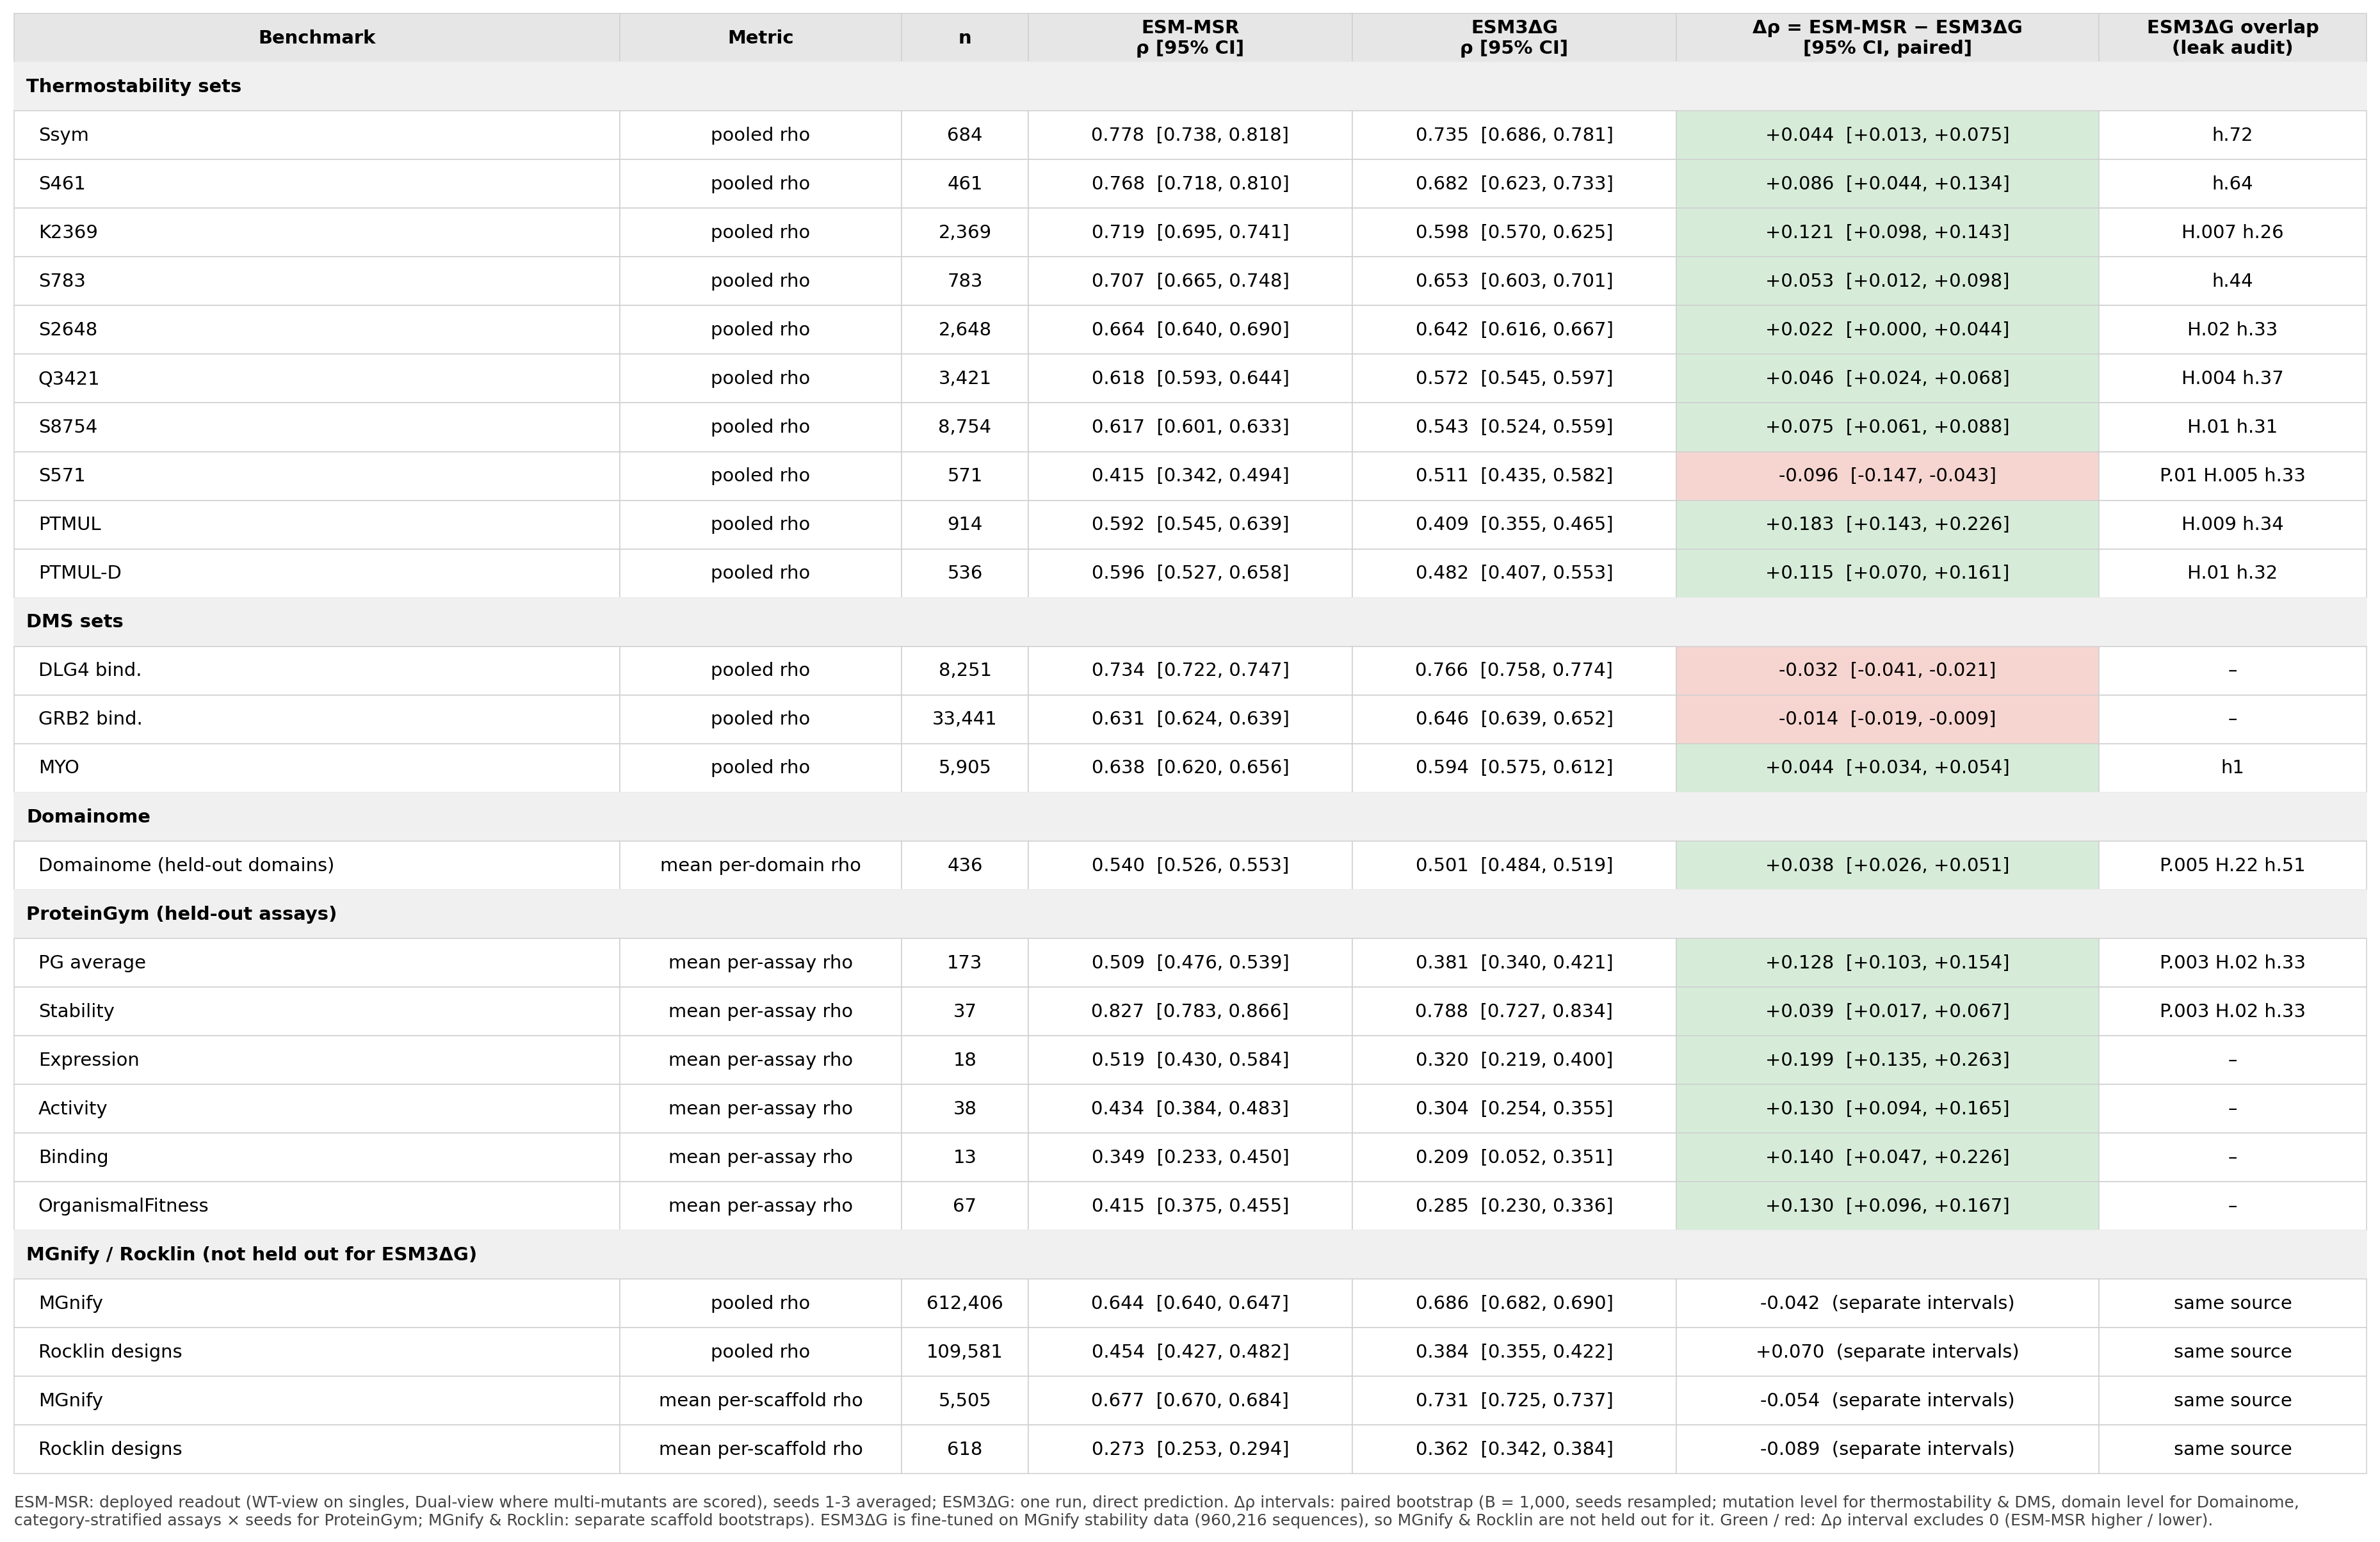 Benchmark Metric n ESM-MSR ρ [95% CI] ESM3ΔG ρ [95% CI] Δρ = ESM-MSR − ESM3ΔG [95% CI, paired] ESM3ΔG overlap (leak audit)
Thermostability sets
Ssym pooled rho 684 0.778 [0.738, 0.818] 0.735 [0.686, 0.781] +0.044 [+0.013, +0.075] h.72
S461 pooled rho 461 0.768 [0.718, 0.810] 0.682 [0.623, 0.733] +0.086 [+0.044, +0.134] h.64
K2369 pooled rho 2,369 0.719 [0.695, 0.741] 0.598 [0.570, 0.625] +0.121 [+0.098, +0.143] H.007 h.26
S783 pooled rho 783 0.707 [0.665, 0.748] 0.653 [0.603, 0.701] +0.053 [+0.012, +0.098] h.44
S2648 pooled rho 2,648 0.664 [0.640, 0.690] 0.642 [0.616, 0.667] +0.022 [+0.000, +0.044] H.02 h.33
Q3421 pooled rho 3,421 0.618 [0.593, 0.644] 0.572 [0.545, 0.597] +0.046 [+0.024, +0.068] H.004 h.37
S8754 pooled rho 8,754 0.617 [0.601, 0.633] 0.543 [0.524, 0.559] +0.075 [+0.061, +0.088] H.01 h.31
S571 pooled rho 571 0.415 [0.342, 0.494] 0.511 [0.435, 0.582] -0.096 [-0.147, -0.043] P.01 H.005 h.33
PTMUL pooled rho 914 0.592 [0.545, 0.639] 0.409 [0.355, 0.465] +0.183 [+0.143, +0.226] H.009 h.34
PTMUL-D pooled rho 536 0.596 [0.527, 0.658] 0.482 [0.407, 0.553] +0.115 [+0.070, +0.161] H.01 h.32
DMS sets
DLG4 bind. pooled rho 8,251 0.734 [0.722, 0.747] 0.766 [0.758, 0.774] -0.032 [-0.041, -0.021] –
GRB2 bind. pooled rho 33,441 0.631 [0.624, 0.639] 0.646 [0.639, 0.652] -0.014 [-0.019, -0.009] –
MYO pooled rho 5,905 0.638 [0.620, 0.656] 0.594 [0.575, 0.612] +0.044 [+0.034, +0.054] h1
Domainome
Domainome (held-out domains) mean per-domain rho 436 0.540 [0.526, 0.553] 0.501 [0.484, 0.519] +0.038 [+0.026, +0.051] P.005 H.22 h.51
ProteinGym (held-out assays)
PG average mean per-assay rho 173 0.509 [0.476, 0.539] 0.381 [0.340, 0.421] +0.128 [+0.103, +0.154] P.003 H.02 h.33
Stability mean per-assay rho 37 0.827 [0.783, 0.866] 0.788 [0.727, 0.834] +0.039 [+0.017, +0.067] P.003 H.02 h.33
Expression mean per-assay rho 18 0.519 [0.430, 0.584] 0.320 [0.219, 0.400] +0.199 [+0.135, +0.263] –
Activity mean per-assay rho 38 0.434 [0.384, 0.483] 0.304 [0.254, 0.355] +0.130 [+0.094, +0.165] –
Binding mean per-assay rho 13 0.349 [0.233, 0.450] 0.209 [0.052, 0.351] +0.140 [+0.047, +0.226] –
OrganismalFitness mean per-assay rho 67 0.415 [0.375, 0.455] 0.285 [0.230, 0.336] +0.130 [+0.096, +0.167] –
MGnify / Rocklin (not held out for ESM3ΔG)
MGnify pooled rho 612,406 0.644 [0.640, 0.647] 0.686 [0.682, 0.690] -0.042 (separate intervals) same source
Rocklin designs pooled rho 109,581 0.454 [0.427, 0.482] 0.384 [0.355, 0.422] +0.070 (separate intervals) same source
MGnify mean per-scaffold rho 5,505 0.677 [0.670, 0.684] 0.731 [0.725, 0.737] -0.054 (separate intervals) same source
Rocklin designs mean per-scaffold rho 618 0.273 [0.253, 0.294] 0.362 [0.342, 0.384] -0.089 (separate intervals) same source
ESM-MSR: deployed readout (WT-view on singles, Dual-view where multi-mutants are scored), seeds 1-3 averaged; ESM3ΔG: one run, direct prediction. Δρ intervals: paired bootstrap (B = 1,000, seeds resampled; mutation level for thermostability & DMS, domain level for Domainome,
category-stratified assays × seeds for ProteinGym; MGnify & Rocklin: separate scaffold bootstraps). ESM3ΔG is fine-tuned on MGnify stability data (960,216 sequences), so MGnify & Rocklin are not held out for it. Green / red: Δρ interval excludes 0 (ESM-MSR higher / lower).